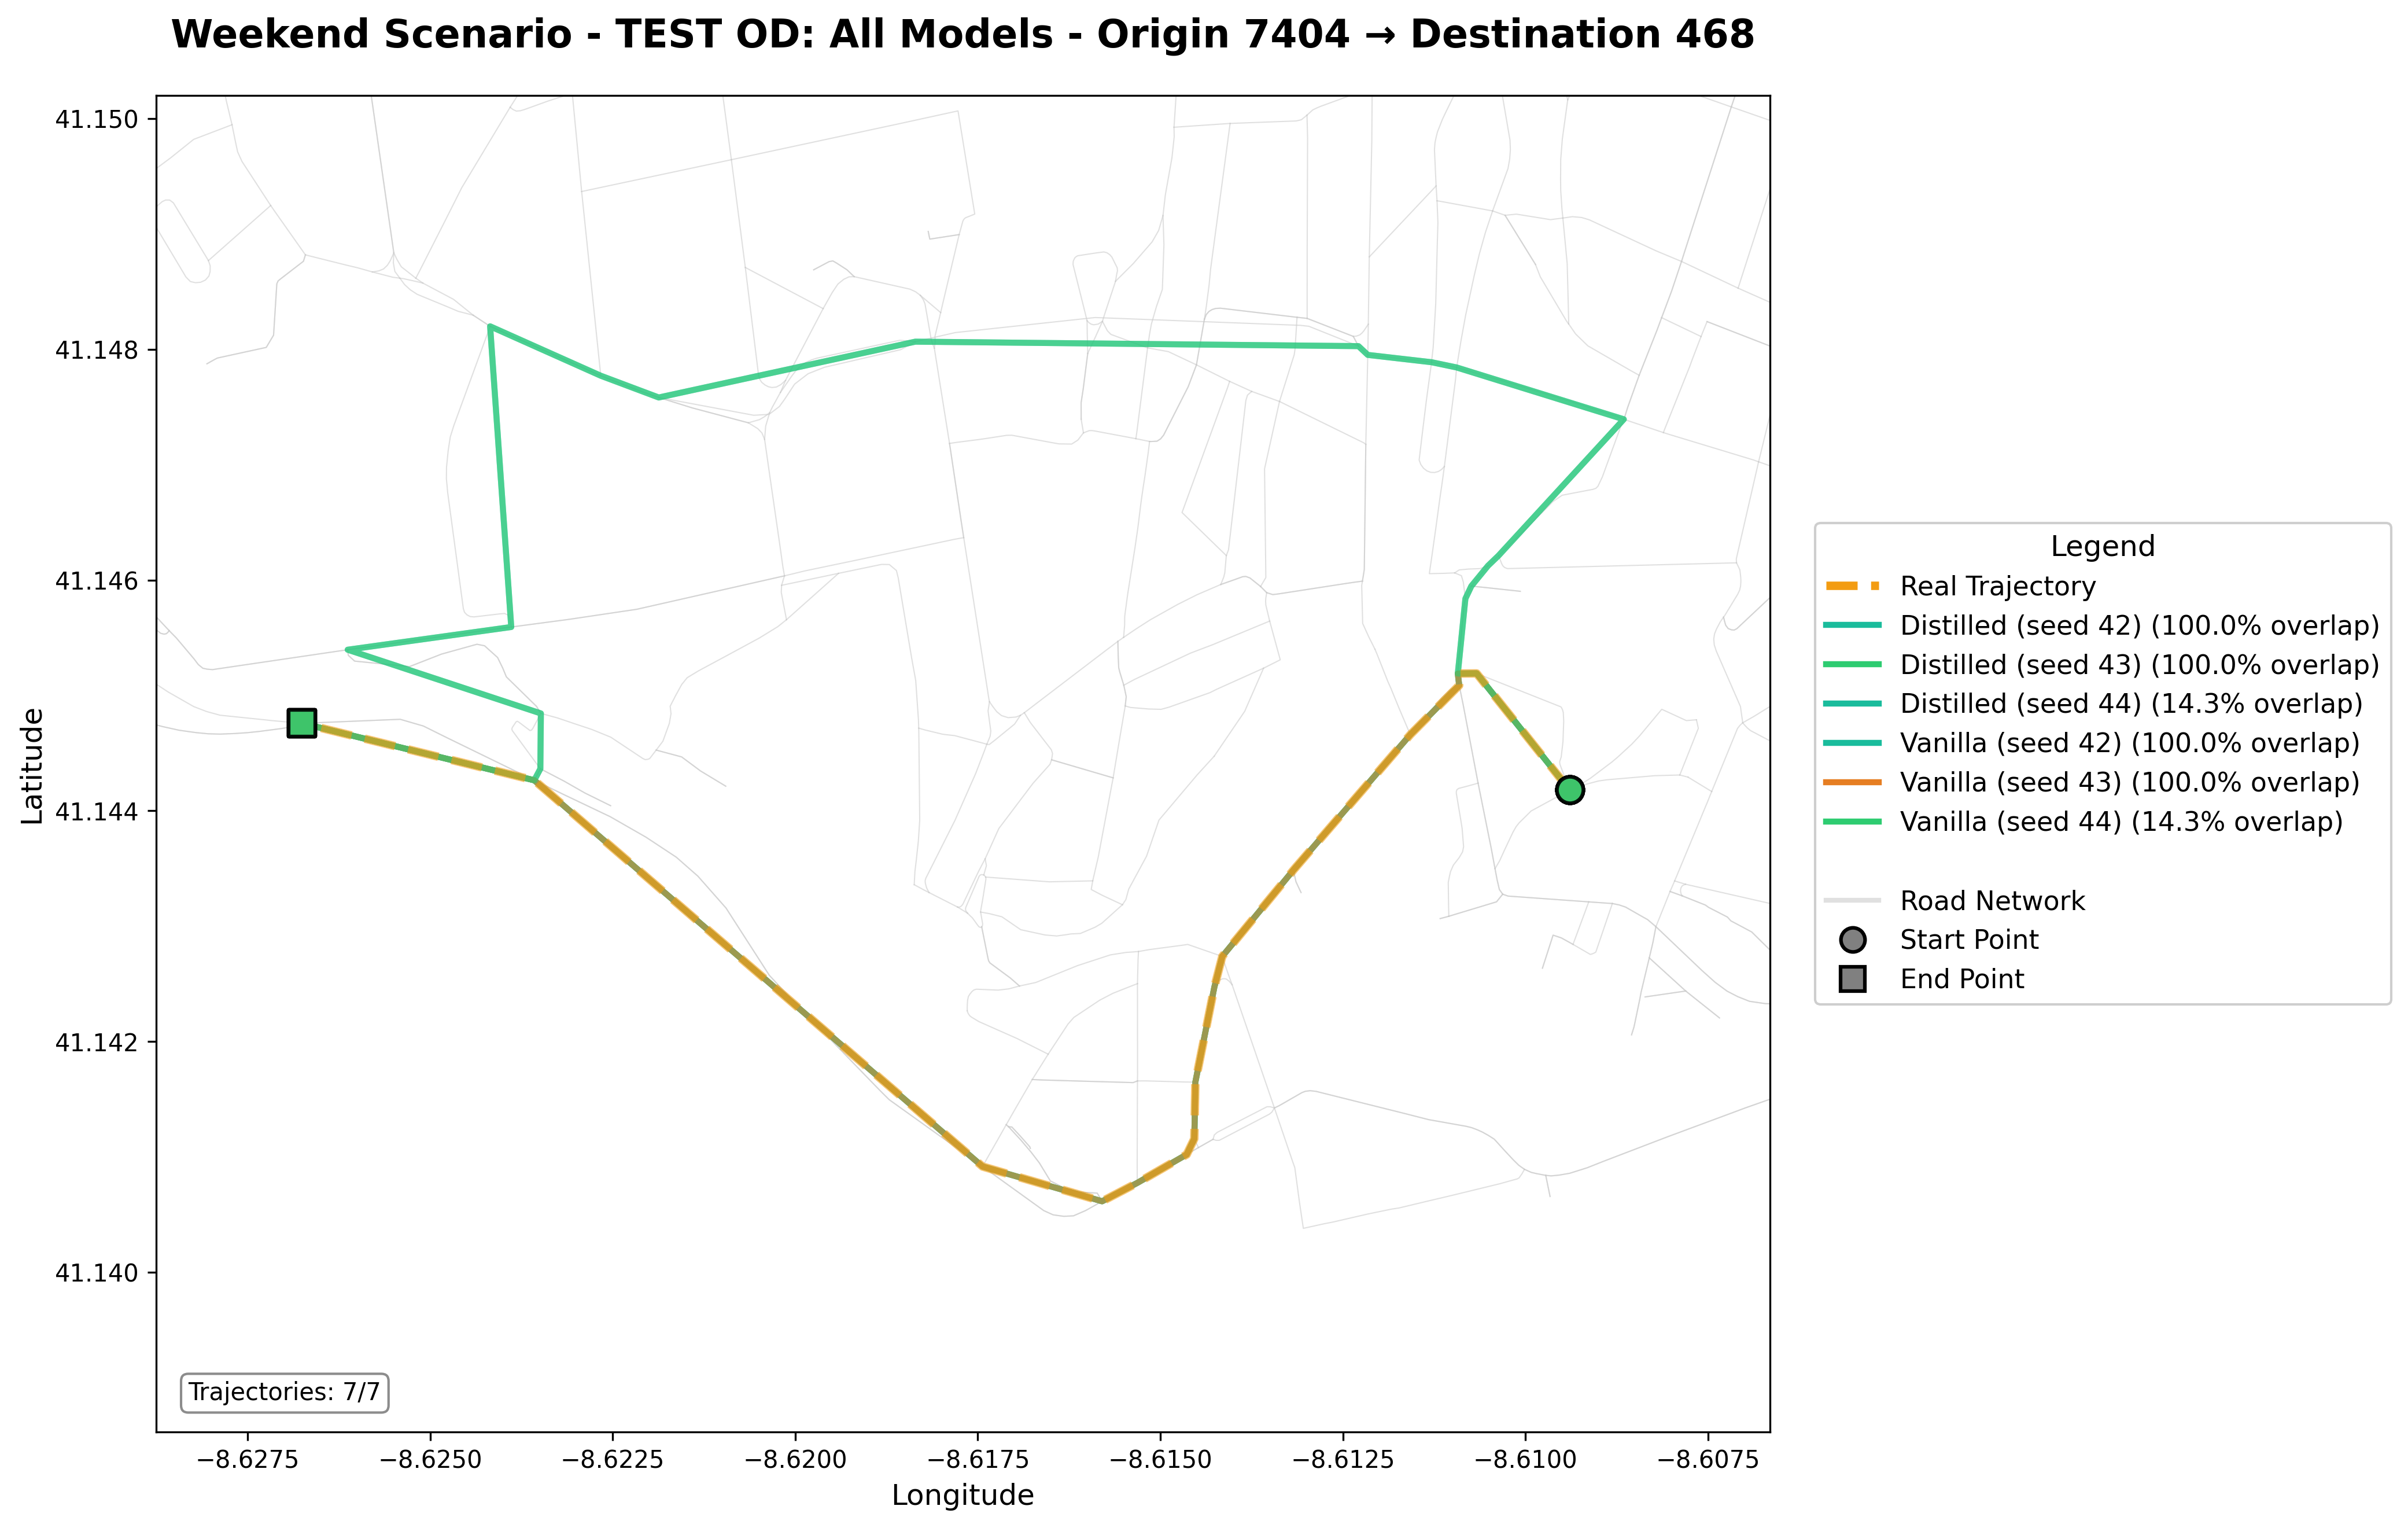 Weekend Scenario - TEST OD: All Models - Origin 7404 → Destination 468
41.150
41.148
41.146
41.144
41.142
41.140
Latitude
−8.6275
−8.6250
−8.6225
−8.6200
−8.6175
−8.6150
−8.6125
−8.6100
−8.6075
Longitude
Trajectories: 7/7
Legend
Real Trajectory
Distilled (seed 42) (100.0% overlap)
Distilled (seed 43) (100.0% overlap)
Distilled (seed 44) (14.3% overlap)
Vanilla (seed 42) (100.0% overlap)
Vanilla (seed 43) (100.0% overlap)
Vanilla (seed 44) (14.3% overlap)
Road Network
Start Point
End Point